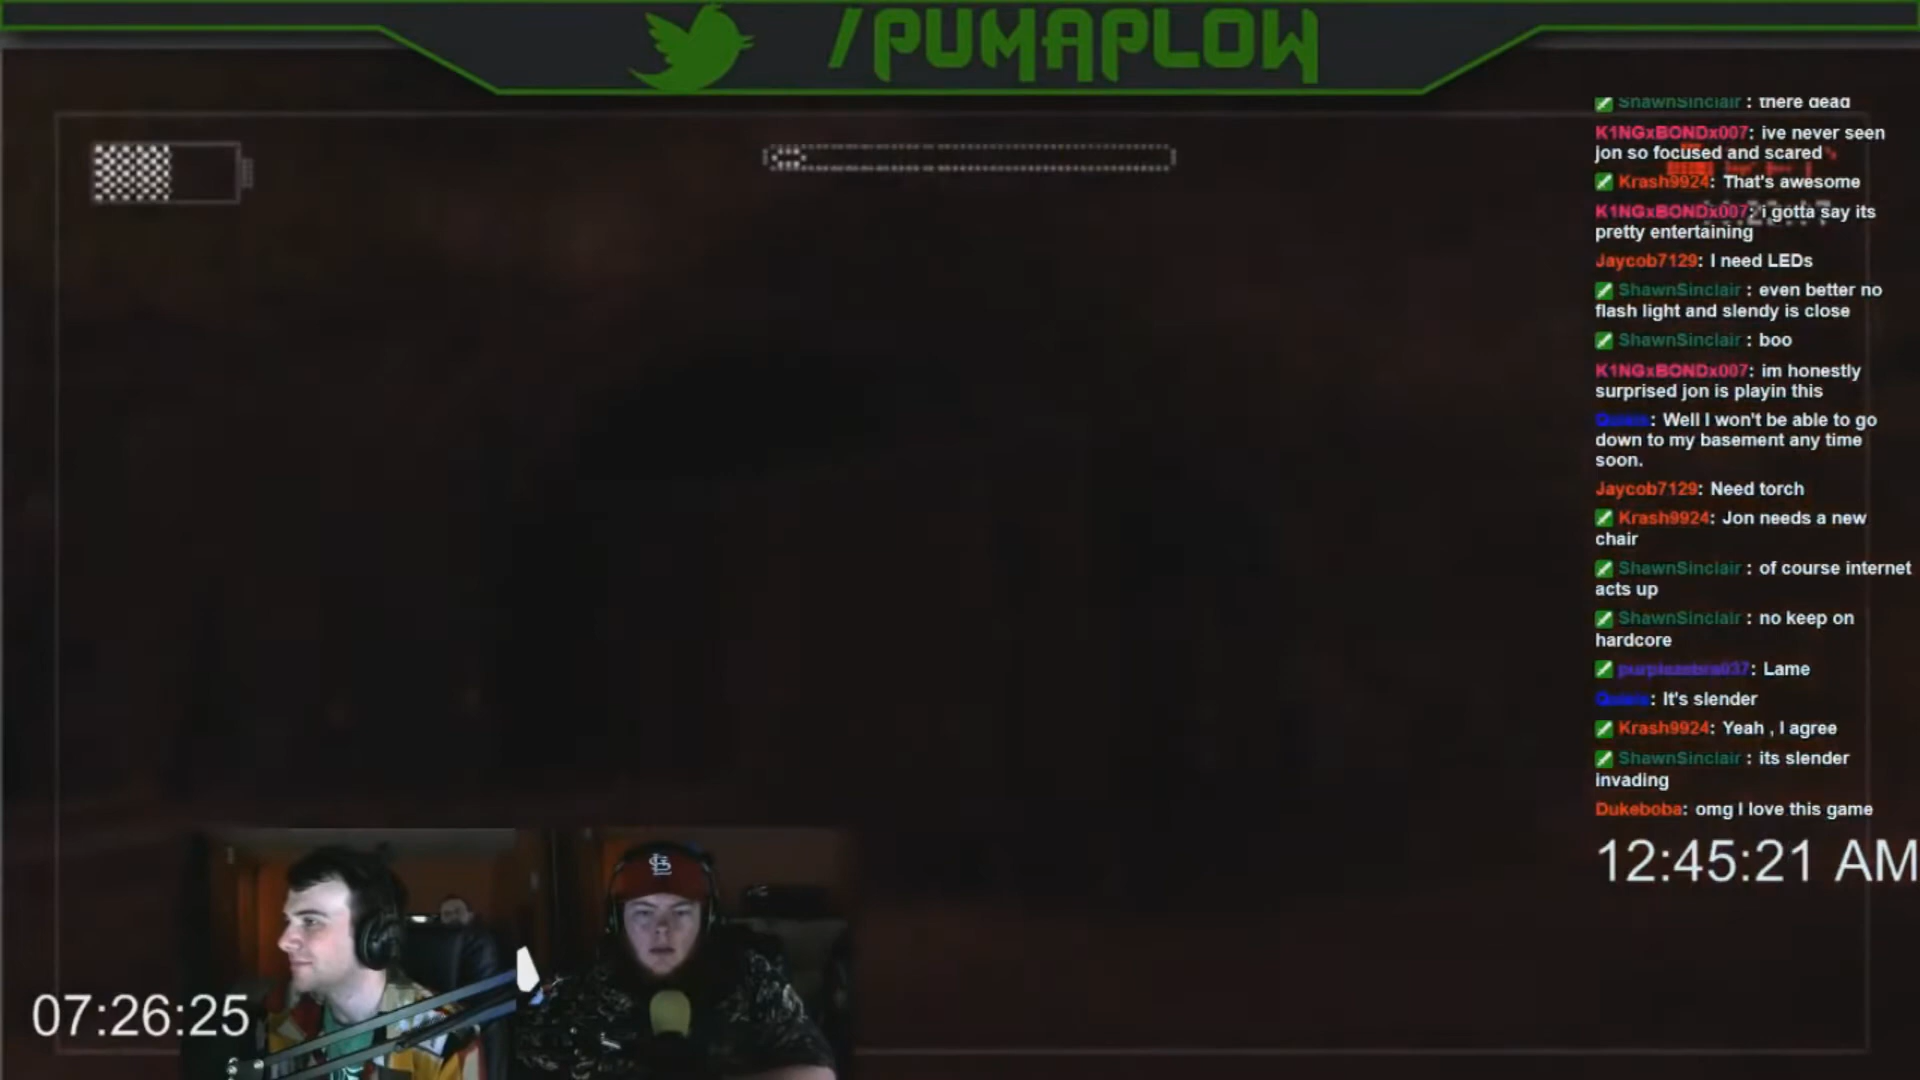 /PUMAPLOW
ShawnSinclair : there dead
K1NGxBONDx007: ive never seen
jon so focused and scared
Krash9924: That's awesome
K1NGxBONDx007: i gotta say its
pretty entertaining
Jaycob7129: I need LEDs
ShawnSinclair : even better no
flash light and slendy is close
ShawnSinclair : boo
K1NGxBONDx007: im honestly
surprised jon is playin this
: Well I won't be able to go
down to my basement any time
soon.
Jaycob7129: Need torch
Krash9924: Jon needs a new
chair
ShawnSinclair : of course internet
acts up
ShawnSinclair : no keep on
hardcore
: Lame
: It's slender
Krash9924: Yeah , I agree
ShawnSinclair : its slender
invading
Dukeboba: omg I love this game
12:45:21 AM
07:26:25